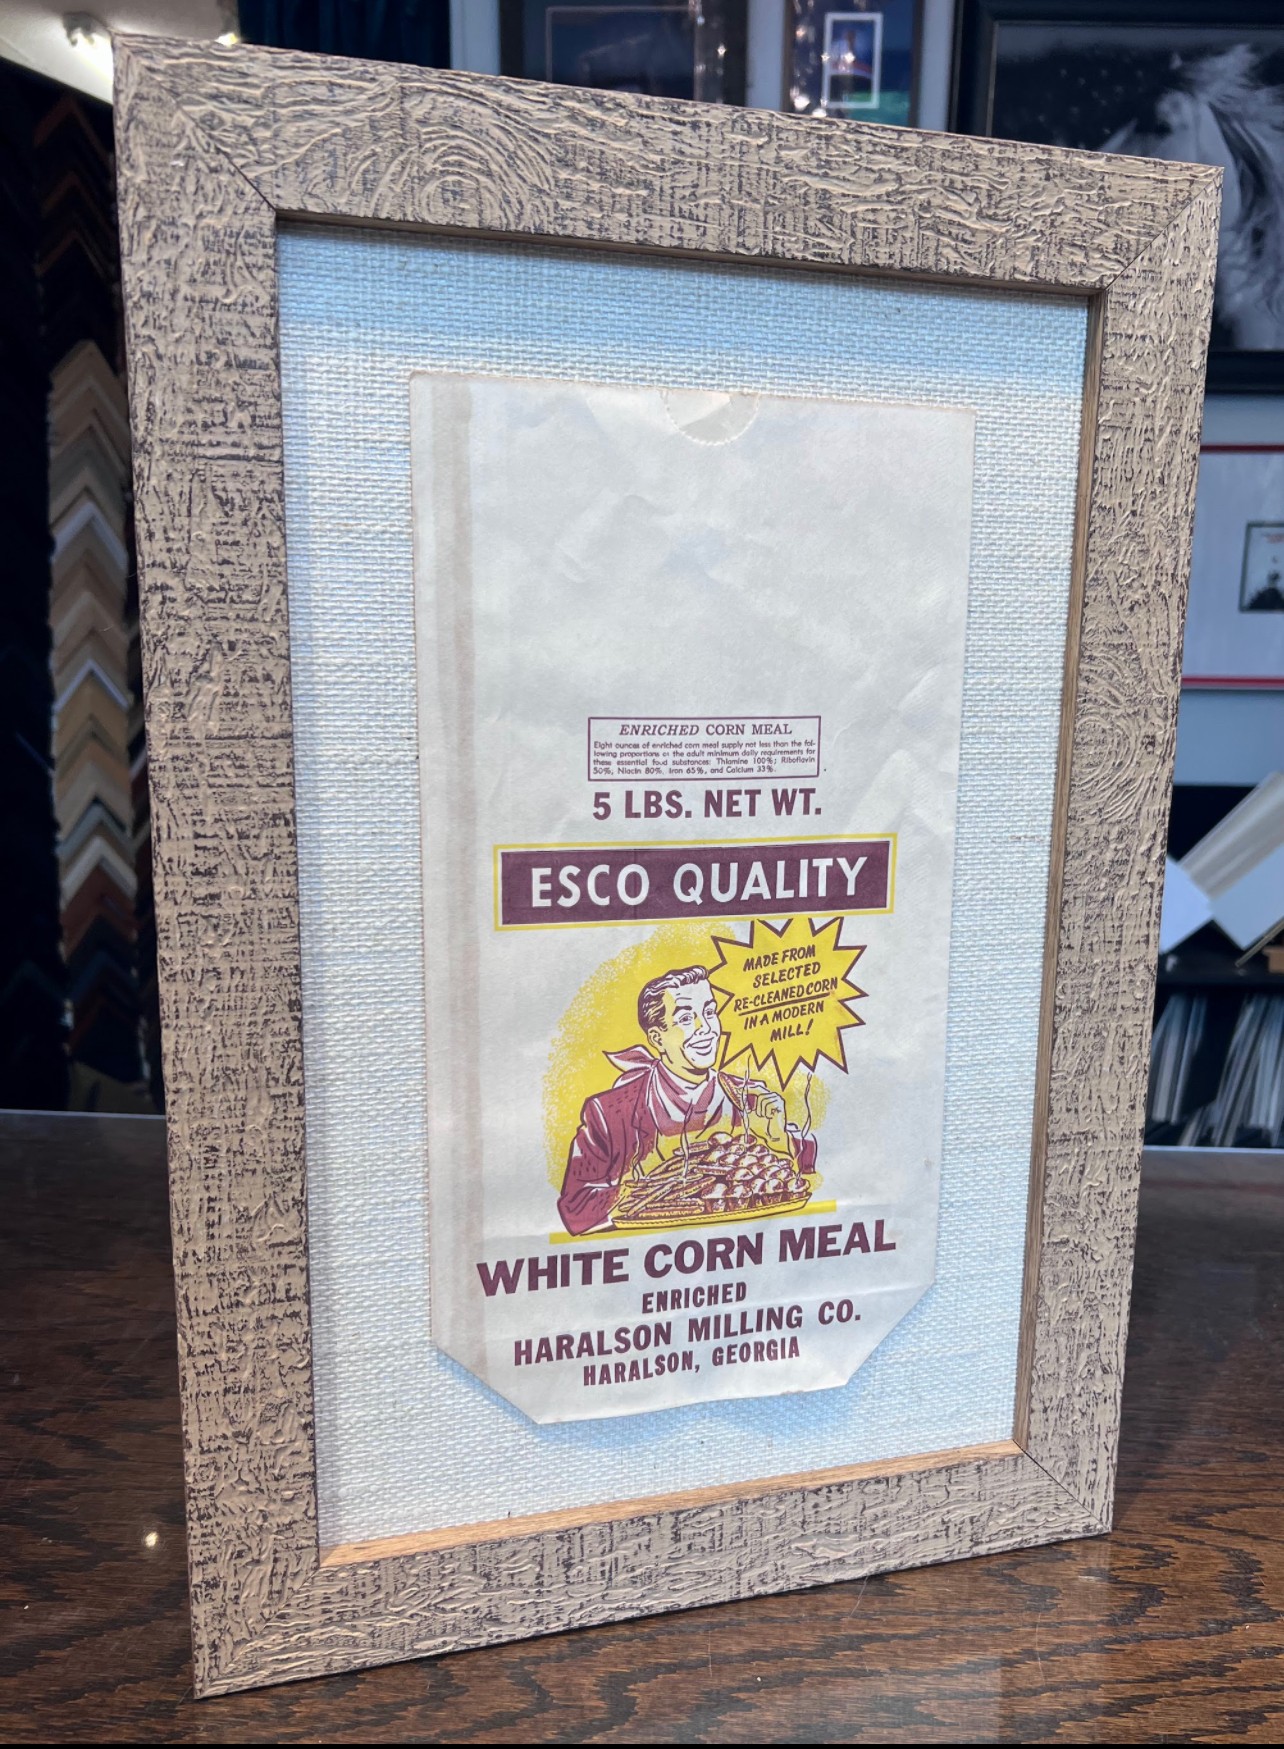 ENRICHED CORN MEAL
Eight ounces of enriched corn meal supply not less than the fol-
lowing proportions of the adult minimum daily requirements for
these essential food substances: Thiamine 100%; Riboflavin
50%; Niacin 80%, Iron 65%, and Calcium 33%.
5 LBS. NET WT.
ESCO QUALITY
MADE FROM
SELECTED
RE-CLEANED CORN
IN A MODERN
MILL!
WHITE CORN MEAL
ENRICHED
HARALSON MILLING CO.
HARALSON, GEORGIA